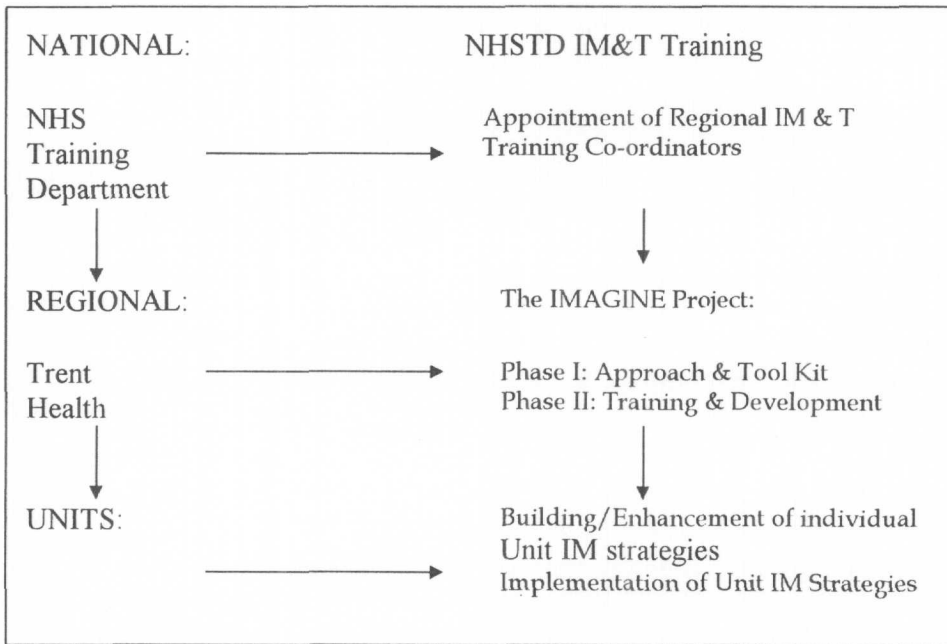 NATIONAL:
NHSTD IM&T Training
NHS
Training
Department
Appointment of Regional IM & T
Training Co-ordinators
REGIONAL:
The IMAGINE Project:
Trent
Health
Phase I: Approach & Tool Kit
Phase II: Training & Development
UNITS:
Building/Enhancement of individual
Unit IM strategies
Implementation of Unit IM Strategies